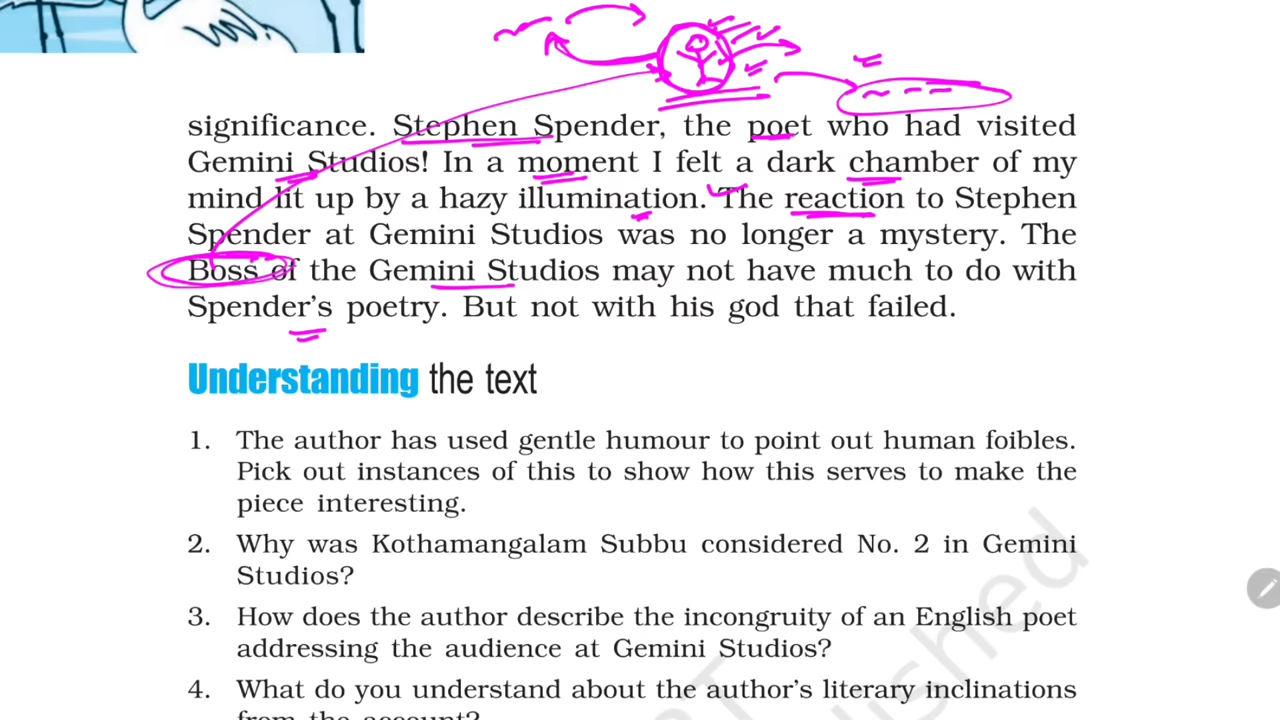 significance. Stephen Spender, the poet who had visited
Gemini Studios! In a moment I felt a dark chamber of my
mind lit up by a hazy illumination. The reaction to Stephen
Spender at Gemini Studios was no longer a mystery. The
Boss of the Gemini Studios may not have much to do with
Spender’s poetry. But not with his god that failed.
Understanding the text
1. The author has used gentle humour to point out human foibles.
Pick out instances of this to show how this serves to make the
piece interesting.
2. Why was Kothamangalam Subbu considered No. 2 in Gemini
Studios?
3. How does the author describe the incongruity of an English poet
addressing the audience at Gemini Studios?
4. What do you understand about the author’s literary inclinations
from the account?